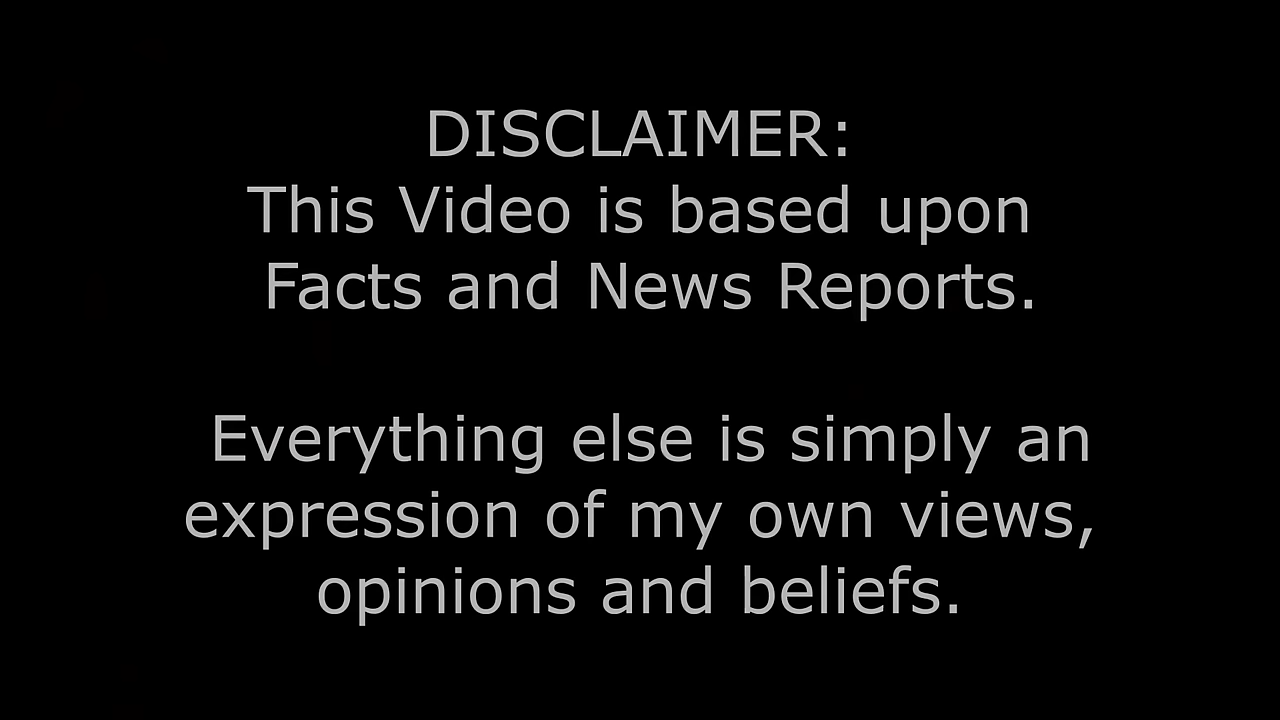 DISCLAIMER:
This Video is based upon
Facts and News Reports.
Everything else is simply an
expression of my own views,
opinions and beliefs.